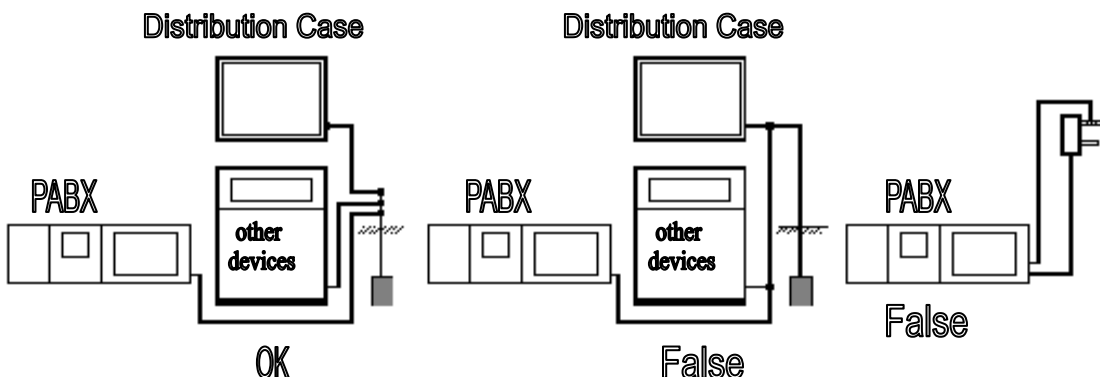 Distribution Case
PABX
other
devices
OK
Distribution Case
PABX
other
devices
False
PABX
False